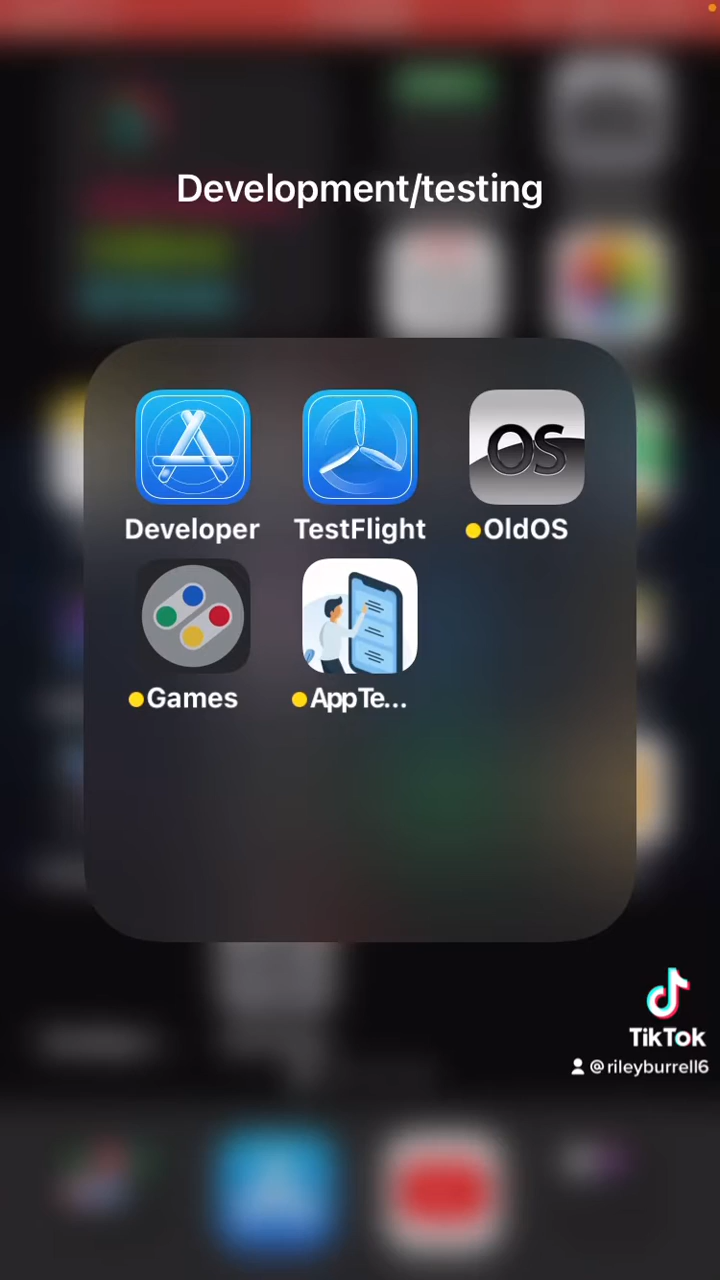 Development/testing
OS
Developer
TestFlight
OldOS
Games
AppTe...
TikTok
@rileyburrell6